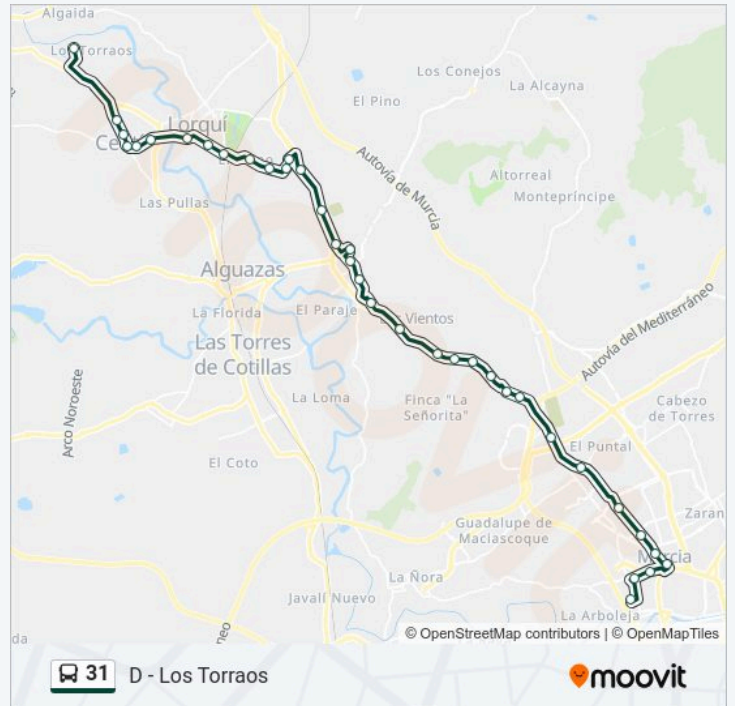 Algaida
Los Torraos
Los Conejos
La Alcayna
El Pino
Lorquí
Autovía de Murcia
Altorreal
Montepríncipe
Las Pullas
Alguazas
La Florida
El Paraje
Vientos
Autovía del Mediterráneo
Las Torres
de Cotillas
Arco Noroeste
La Loma
Finca "La
Señorita"
Cabezo
de Torres
El Puntal
El Coto
Zaran
Guadalupe de
Maciascoque
Murcia
La Ñora
Javalí Nuevo
La Arboleja
© OpenStreetMap contributors | © OpenMapTiles
da
neo
31 D - Los Torraos
moovit